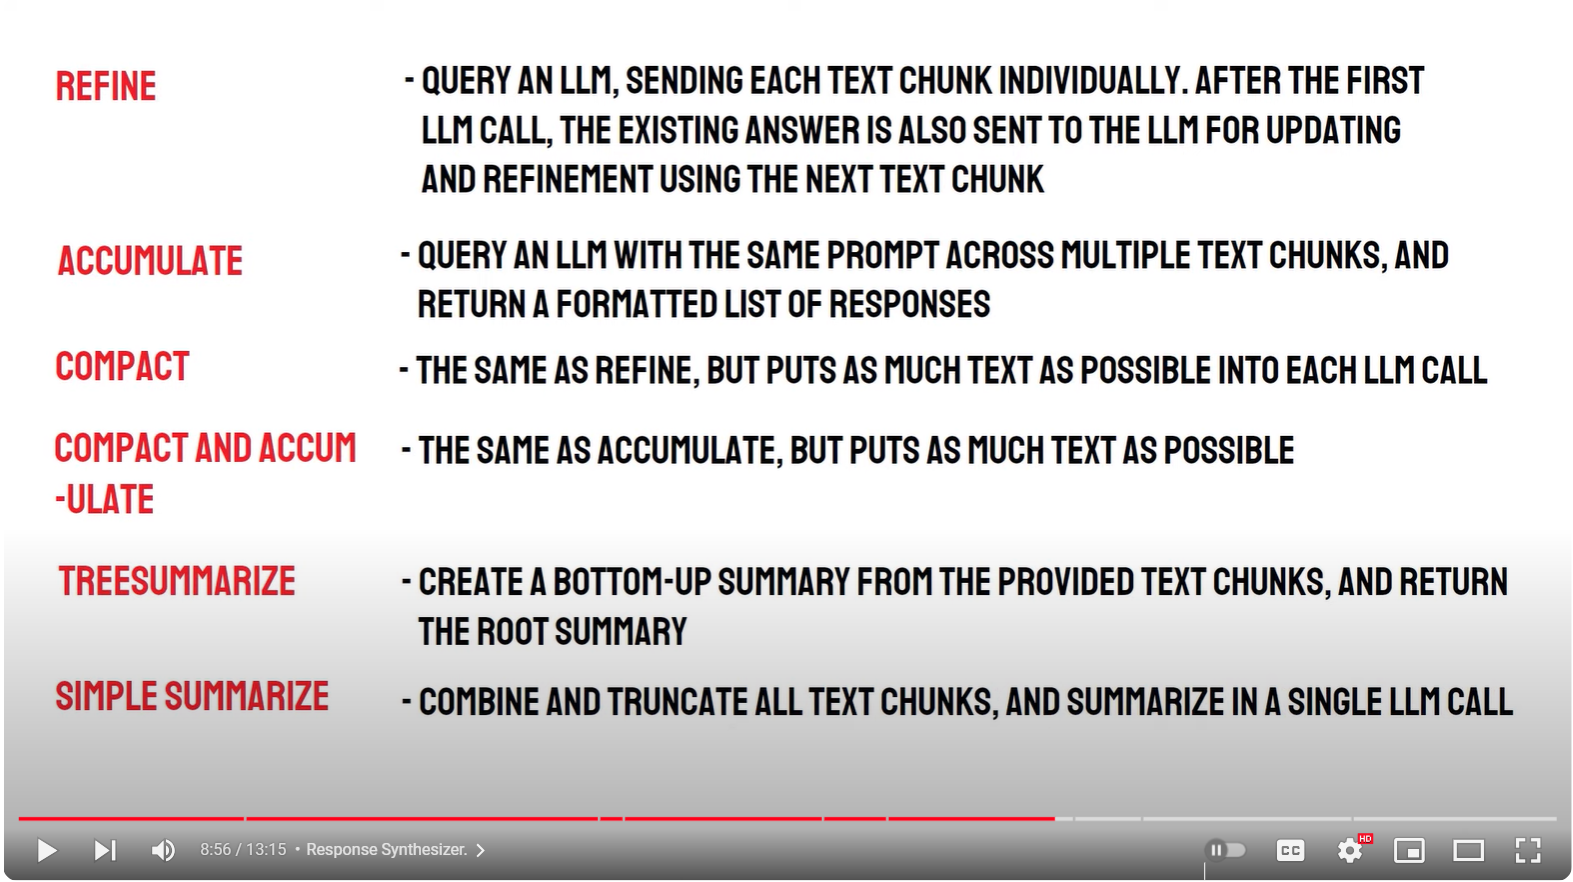 REFINE
- QUERY AN LLM, SENDING EACH TEXT CHUNK INDIVIDUALLY. AFTER THE FIRST
LLM CALL, THE EXISTING ANSWER IS ALSO SENT TO THE LLM FOR UPDATING
AND REFINEMENT USING THE NEXT TEXT CHUNK
ACCUMULATE
- QUERY AN LLM WITH THE SAME PROMPT ACROSS MULTIPLE TEXT CHUNKS, AND
RETURN A FORMATTED LIST OF RESPONSES
COMPACT
- THE SAME AS REFINE, BUT PUTS AS MUCH TEXT AS POSSIBLE INTO EACH LLM CALL
COMPACT AND ACCUM
-ULATE
- THE SAME AS ACCUMULATE, BUT PUTS AS MUCH TEXT AS POSSIBLE
TREESUMMARIZE
- CREATE A BOTTOM-UP SUMMARY FROM THE PROVIDED TEXT CHUNKS, AND RETURN
THE ROOT SUMMARY
SIMPLE SUMMARIZE
- COMBINE AND TRUNCATE ALL TEXT CHUNKS, AND SUMMARIZE IN A SINGLE LLM CALL
8:56 / 13:15 • Response Synthesizer.
CC
HD